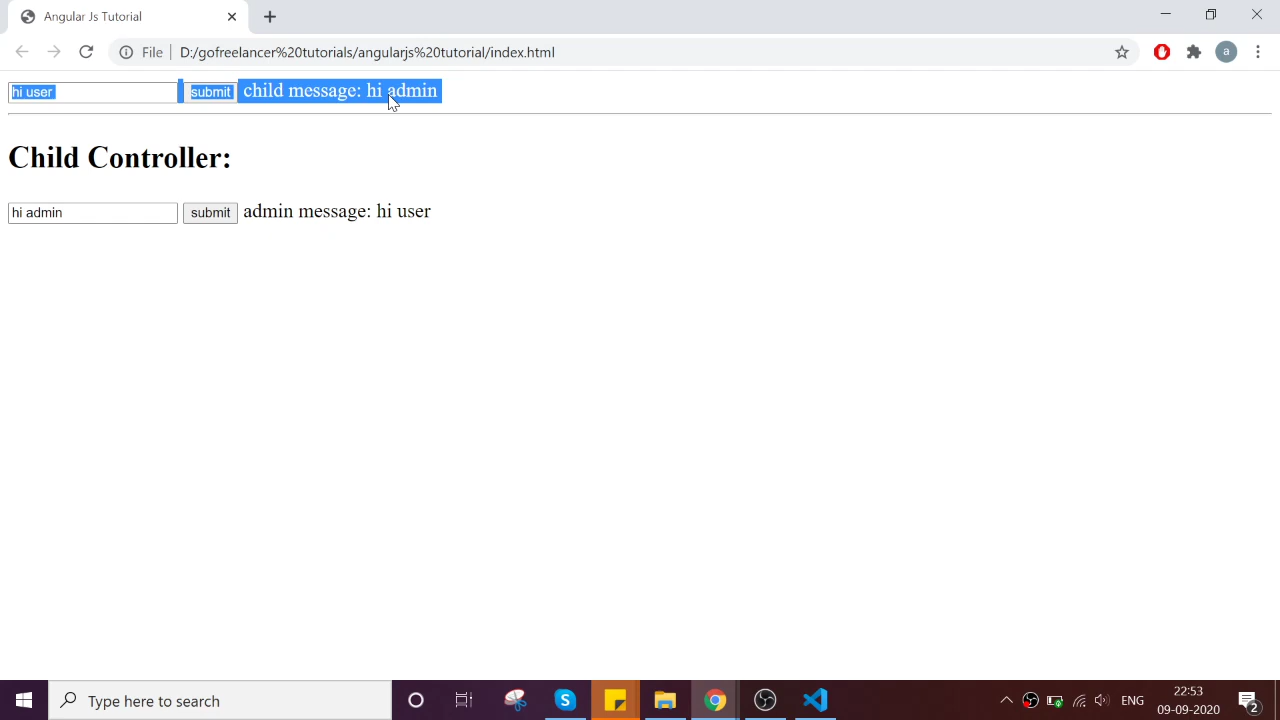 Angular Js Tutorial
File | D:/gofreelancer%20tutorials/angularjs%20tutorial/index.html
a
hi user submit child message: hi admin
Child Controller:
hi admin submit admin message: hi user
Type here to search
S
ENG
22:53
09-09-2020
2